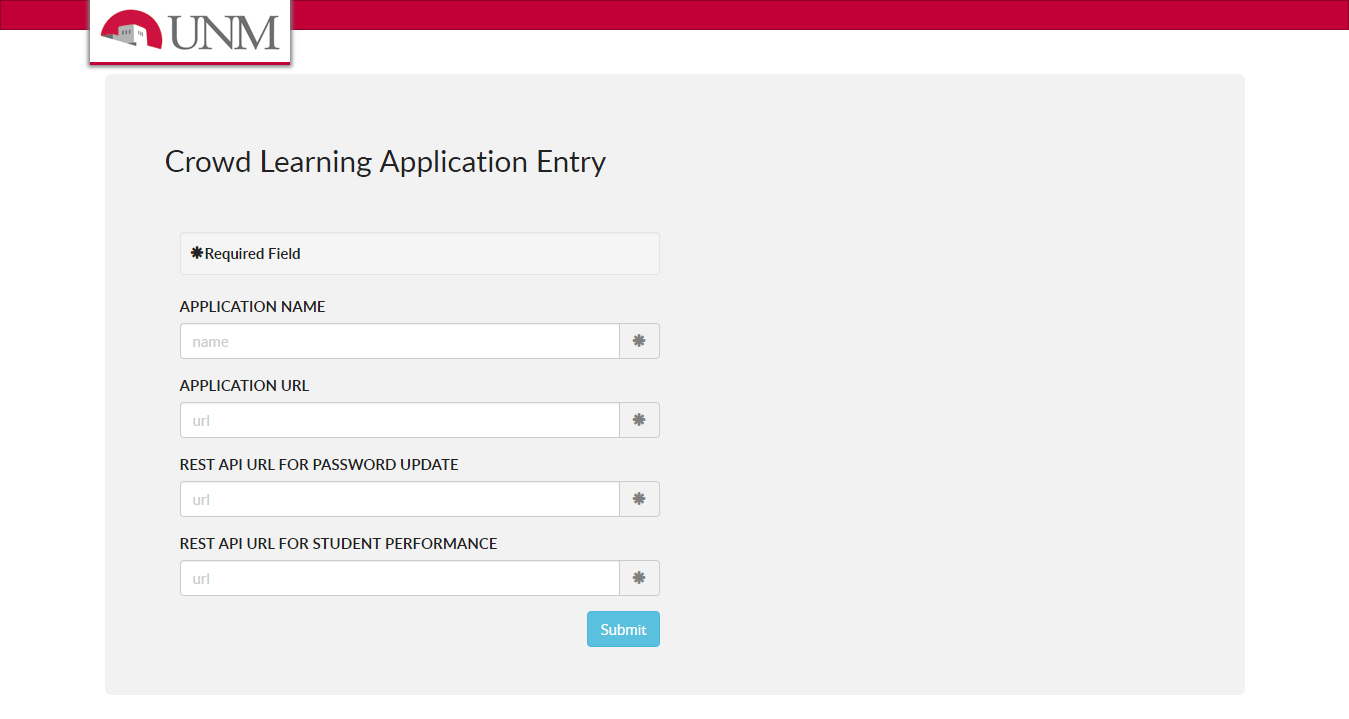 UNM
Crowd Learning Application Entry
✱Required Field
APPLICATION NAME
name
✱
APPLICATION URL
url
✱
REST API URL FOR PASSWORD UPDATE
url
✱
REST API URL FOR STUDENT PERFORMANCE
url
✱
Submit